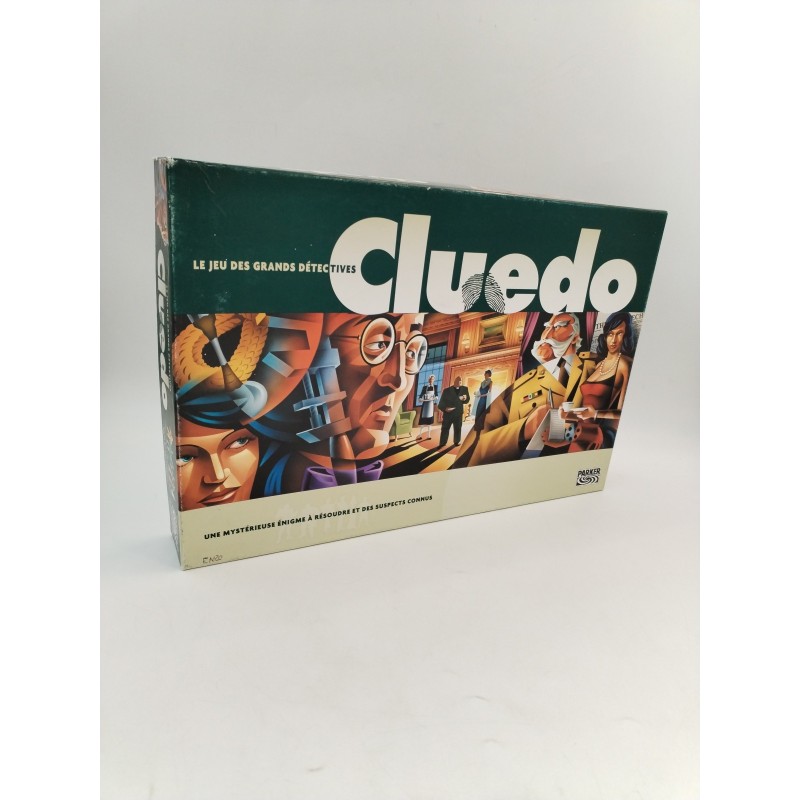 LE JEU DES GRANDS DÉTECTIVES
Cluedo
Cluedo
PARKER
UNE MYSTÉRIEUSE ÉNIGME À RÉSOUDRE ET DES SUSPECTS CONNUS